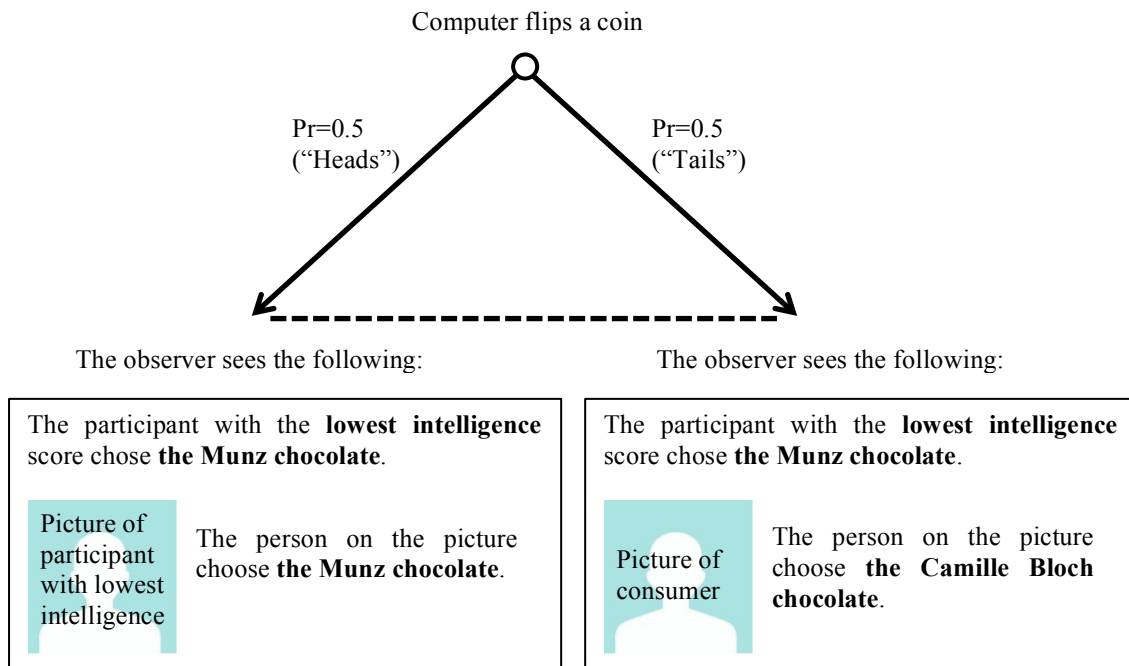 Computer flips a coin
Pr=0.5
(“Heads”)
Pr=0.5
(“Tails”)
The observer sees the following:
The participant with the lowest intelligence
score chose the Munz chocolate.
Picture of
participant
with lowest
intelligence
The person on the picture
choose the Munz chocolate.
The observer sees the following:
The participant with the lowest intelligence
score chose the Munz chocolate.
Picture of
consumer
The person on the picture
choose the Camille Bloch
chocolate.